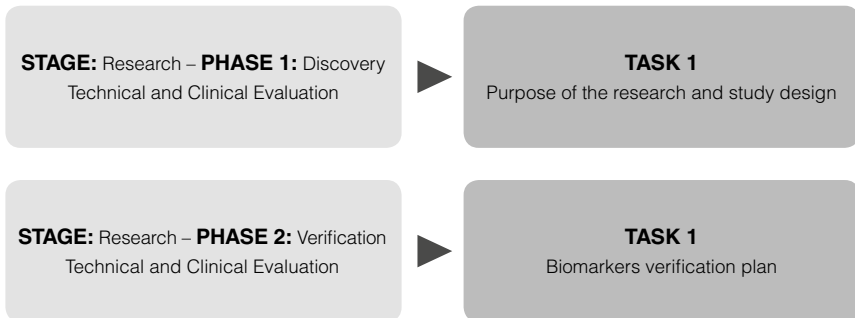 STAGE: Research – PHASE 1: Discovery
Technical and Clinical Evaluation
TASK 1
Purpose of the research and study design
STAGE: Research – PHASE 2: Verification
Technical and Clinical Evaluation
TASK 1
Biomarkers verification plan